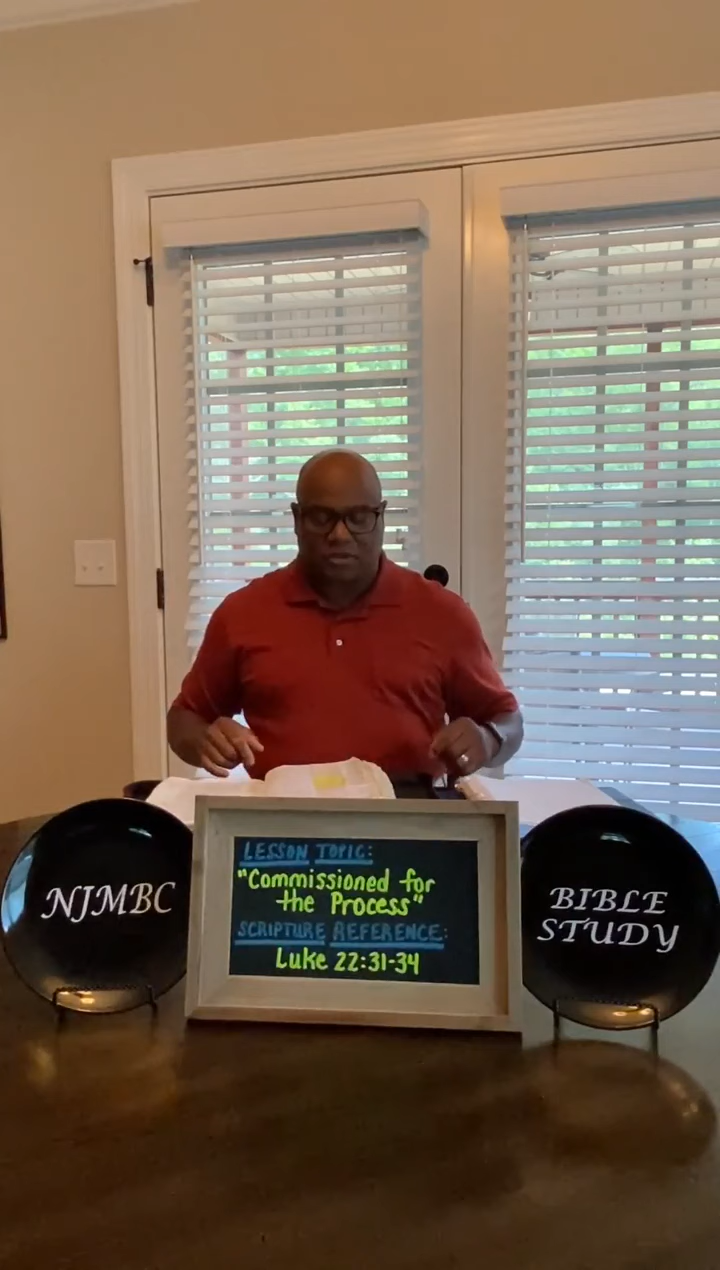 NJMBC
LESSON TOPIC:
"Commissioned for
the Process"
SCRIPTURE REFERENCE:
Luke 22:31-34
BIBLE
STUDY